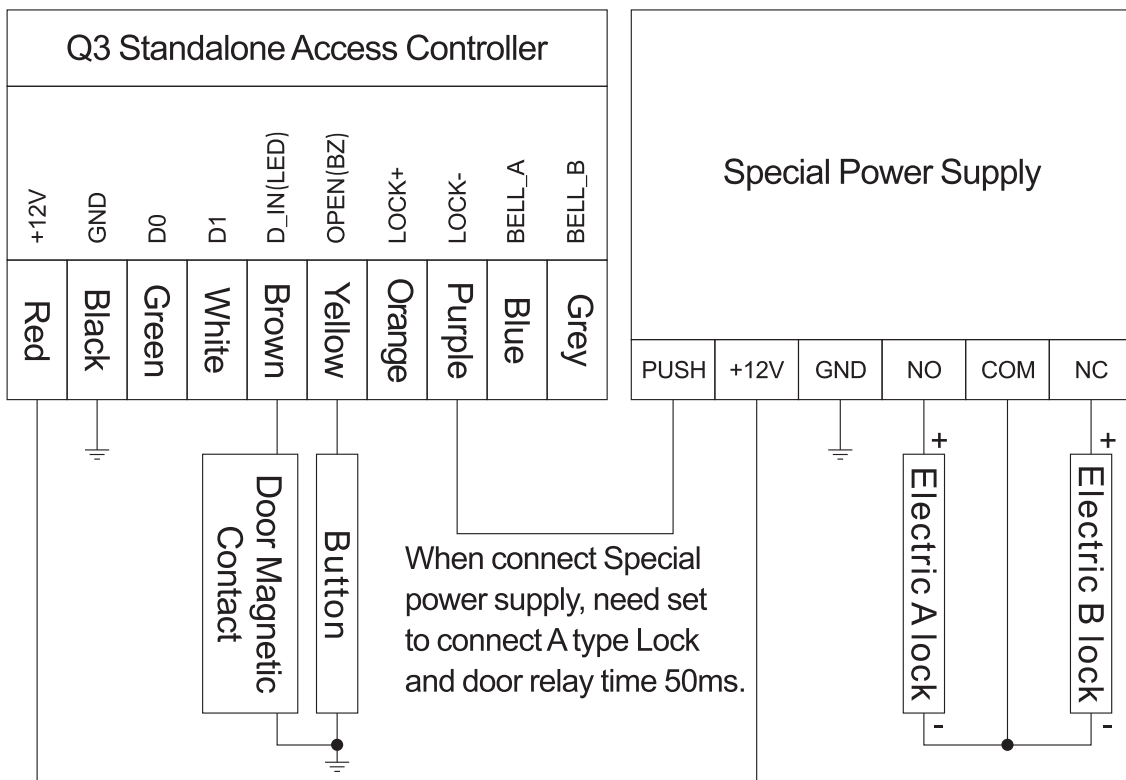 Q3 Standalone Access Controller
+12V
GND
D0
D1
D_IN(LED)
OPEN(BZ)
LOCK+
LOCK-
BELL_A
BELL_B
Red
Black
Green
White
Brown
Yellow
Orange
Purple
Blue
Grey
Special Power Supply
PUSH +12V GND NO COM NC
Door Magnetic
Contact
Button
When connect Special
power supply, need set
to connect A type Lock
and door relay time 50ms.
+
Electric A lock
-
+
Electric B lock
-